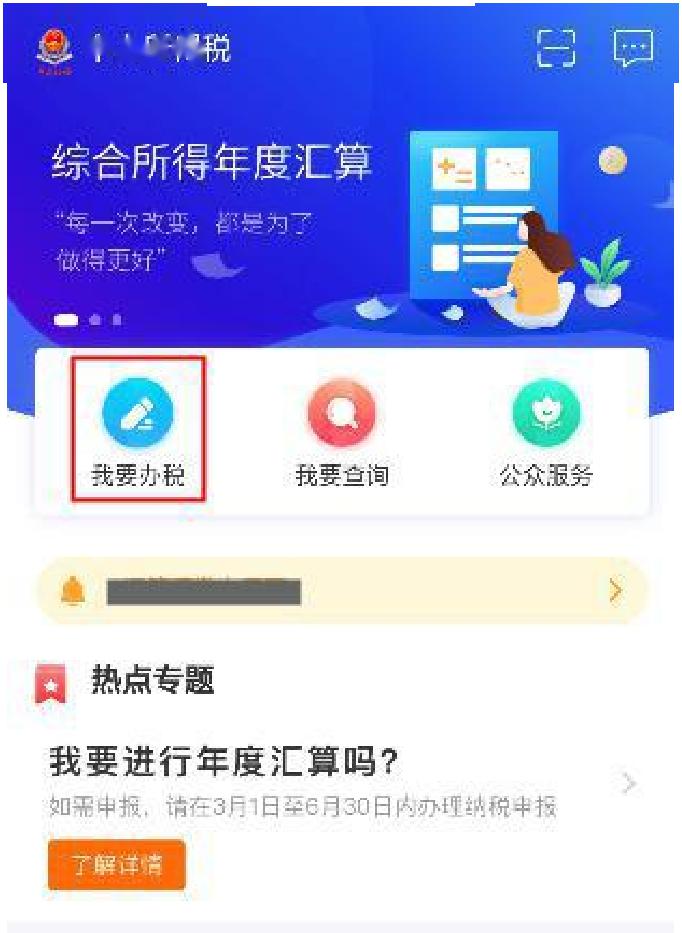 税
综合所得年度汇算
“每一次改变，都是为了
做得更好”
我要办税
我要查询
公众服务
热点专题
我要进行年度汇算吗？
如需申报，请在3月1日至6月30日内办理纳税申报
了解详情